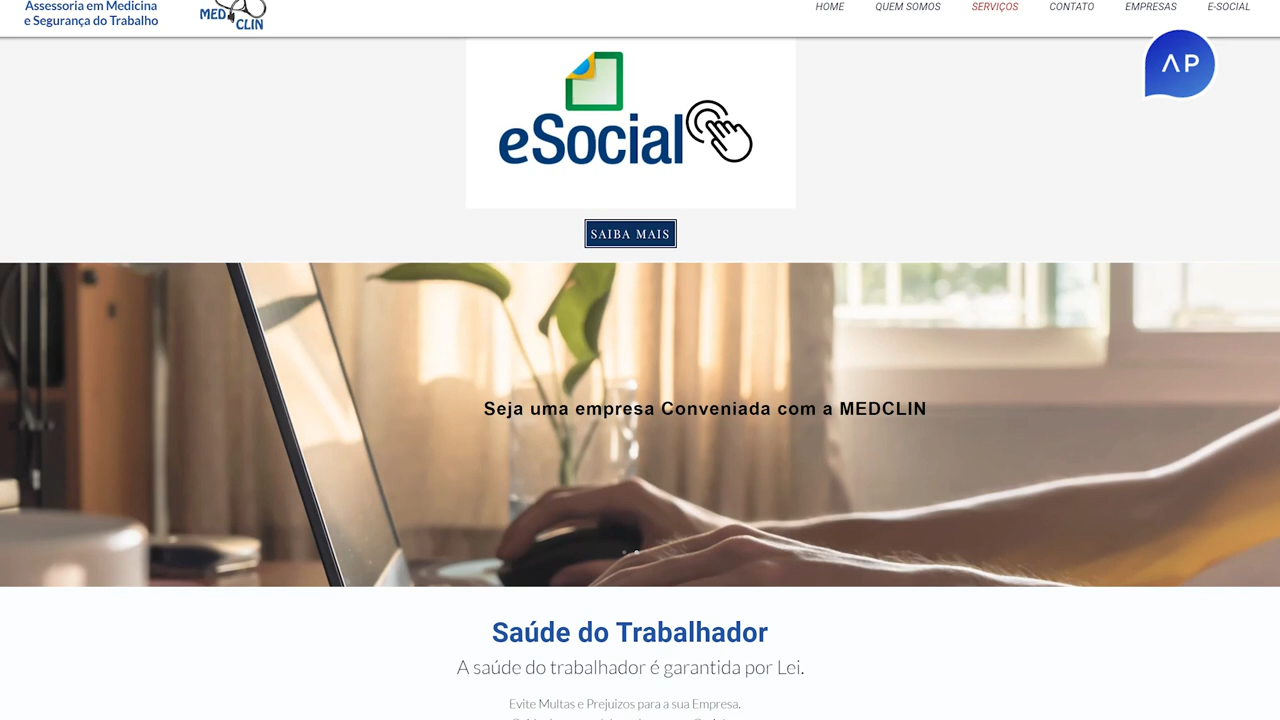 Assessoria em Medicina
e Segurança do Trabalho
MED CLIN
HOME QUEM SOMOS SERVIÇOS CONTATO EMPRESAS E-SOCIAL
AP
eSocial
SAIBA MAIS
Seja uma empresa Conveniada com a MEDCLIN
Saúde do Trabalhador
A saúde do trabalhador é garantida por Lei.
Evite Multas e Prejuizos para a sua Empresa.